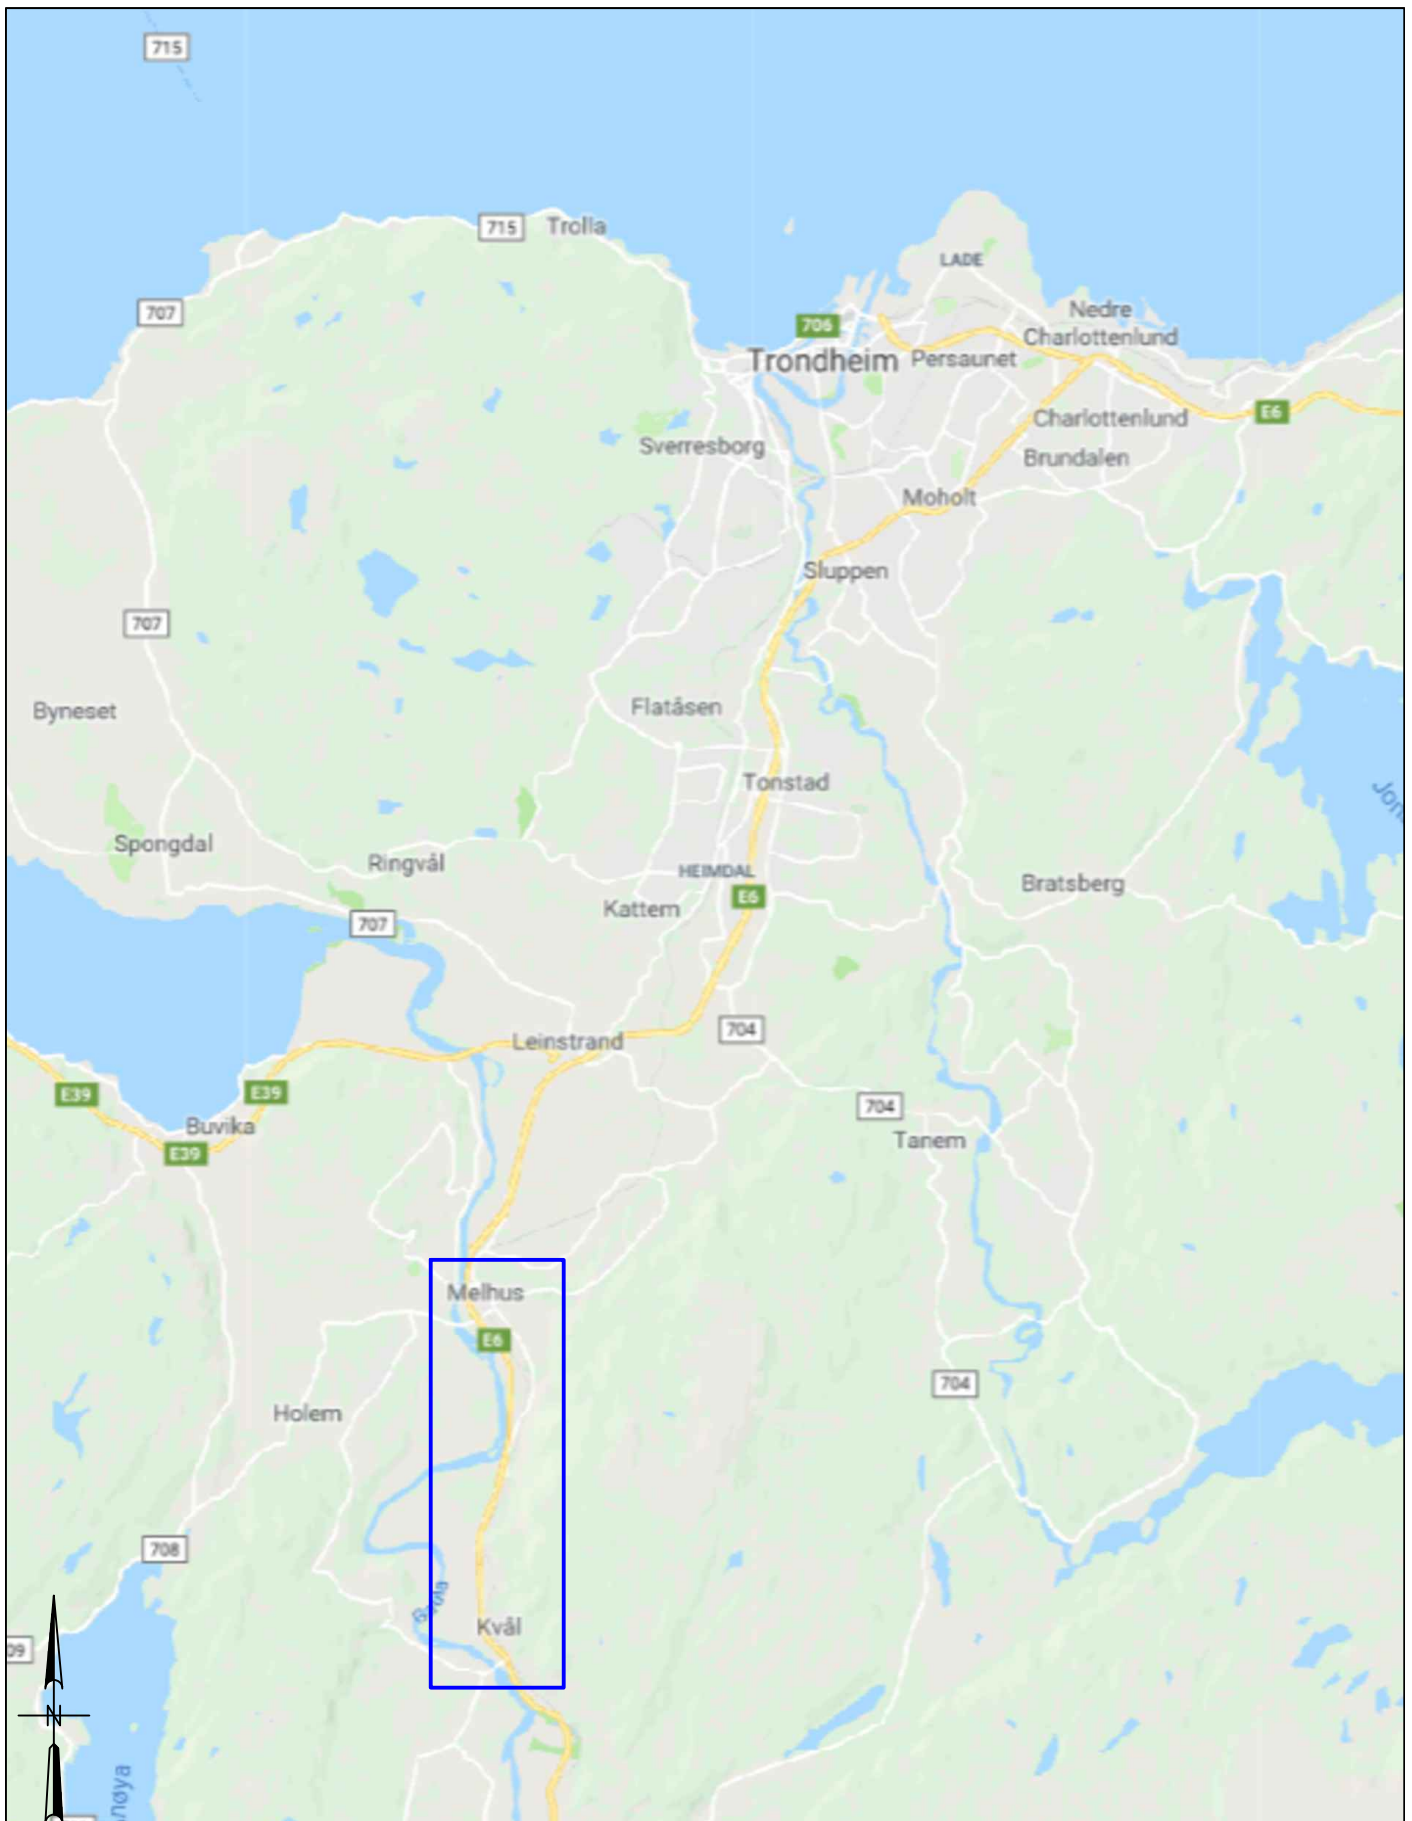 715
715
Trolla
LADE
707
Nedre
Charlottenlund
706
Trondheim
Persaunet
E6
Charlottenlund
Sverresborg
Brundalen
Moholt
Sluppen
707
Byneset
Flatåsen
Tonstad
Spongdal
Ringvål
HEIMDAL
Bratsberg
E6
Kattem
707
704
Leinstrand
E39
E39
704
Buvika
Tanem
E39
Melhus
E6
704
Holem
708
Gaula
Kvål
09
N